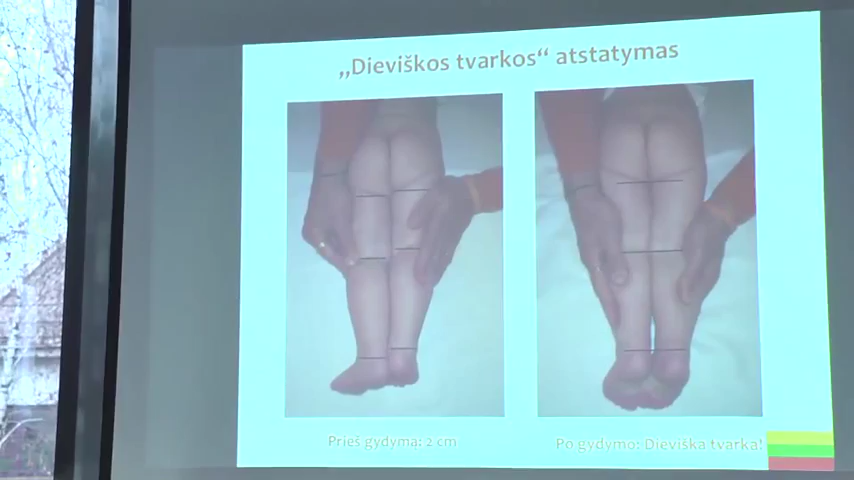 „Dieviškos tvarkos“ atstatymas
Prieš gydymą: 2 cm
Po gydymo: Dieviška tvarka!